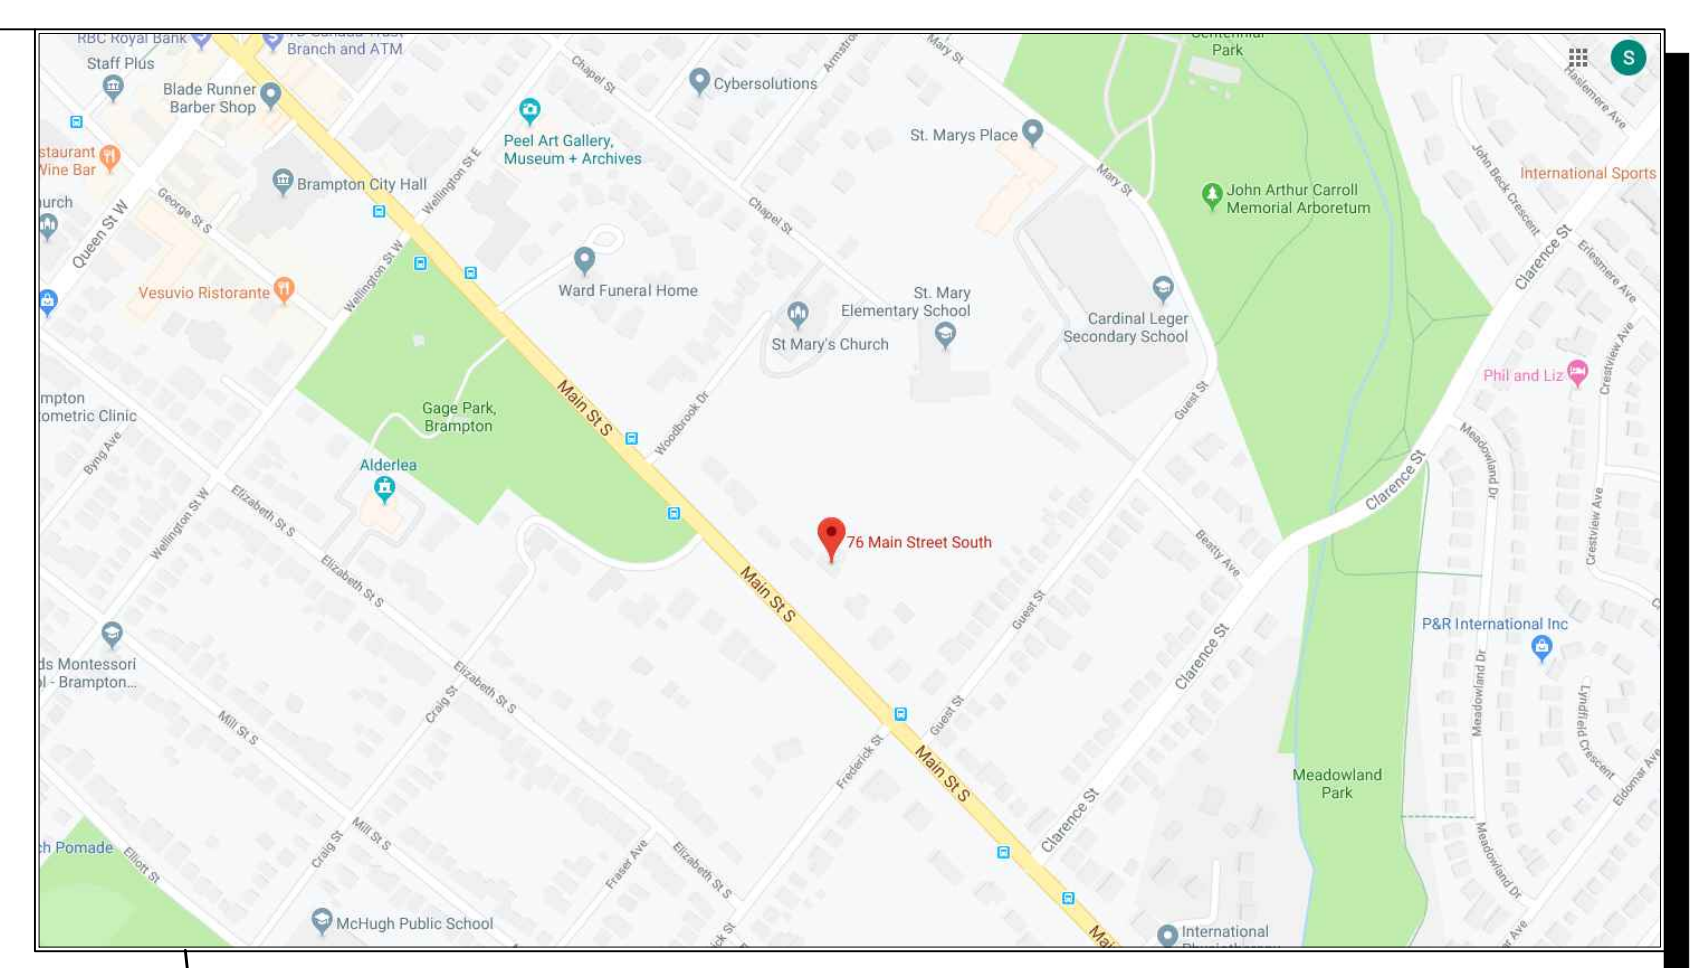 RBC Royal Bank
Branch and ATM
Staff Plus
Blade Runner
Barber Shop
Chapel St
Cybersolutions
Mary St
Park
S
Haslemere Ave
Peel Art Gallery,
Museum + Archives
St. Marys Place
Wine Bar
Brampton City Hall
Wellington St E
George St S
Queen St W
Chapel St
Mary St
John Arthur Carroll
Memorial Arboretum
John Beck Crescent
International Sports
Clarence St
Eriesmere Ave
Wellington St W
Vesuvio Ristorante
Ward Funeral Home
St. Mary
Elementary School
St Mary's Church
Cardinal Leger
Secondary School
Crestview Ave
Phil and Liz
Main St S
Gage Park,
Brampton
Woodbrook Dr
Guest St
mpton
ometric Clinic
Byng Ave
Alderlea
Meadowland Dr
Clarence St
Elizabeth St S
Wellington St W
76 Main Street South
Crestview Ave
Beatty Ave
Elizabeth St S
Main St S
Guest St
P&R International Inc
ds Montessori
ol - Brampton...
Clarence St
Meadowland Dr
Elizabeth St S
Craig St
Lyndfield Crescent
Mill St S
Guest St
Frederick St
Main St S
Meadowland
Park
Eldomar Ave
Clarence St
ch Pomade
Elliott St
Craig St
Mill St S
Fraser Ave
Elizabeth St S
Meadowland Dr
McHugh Public School
ck St
Mai
International